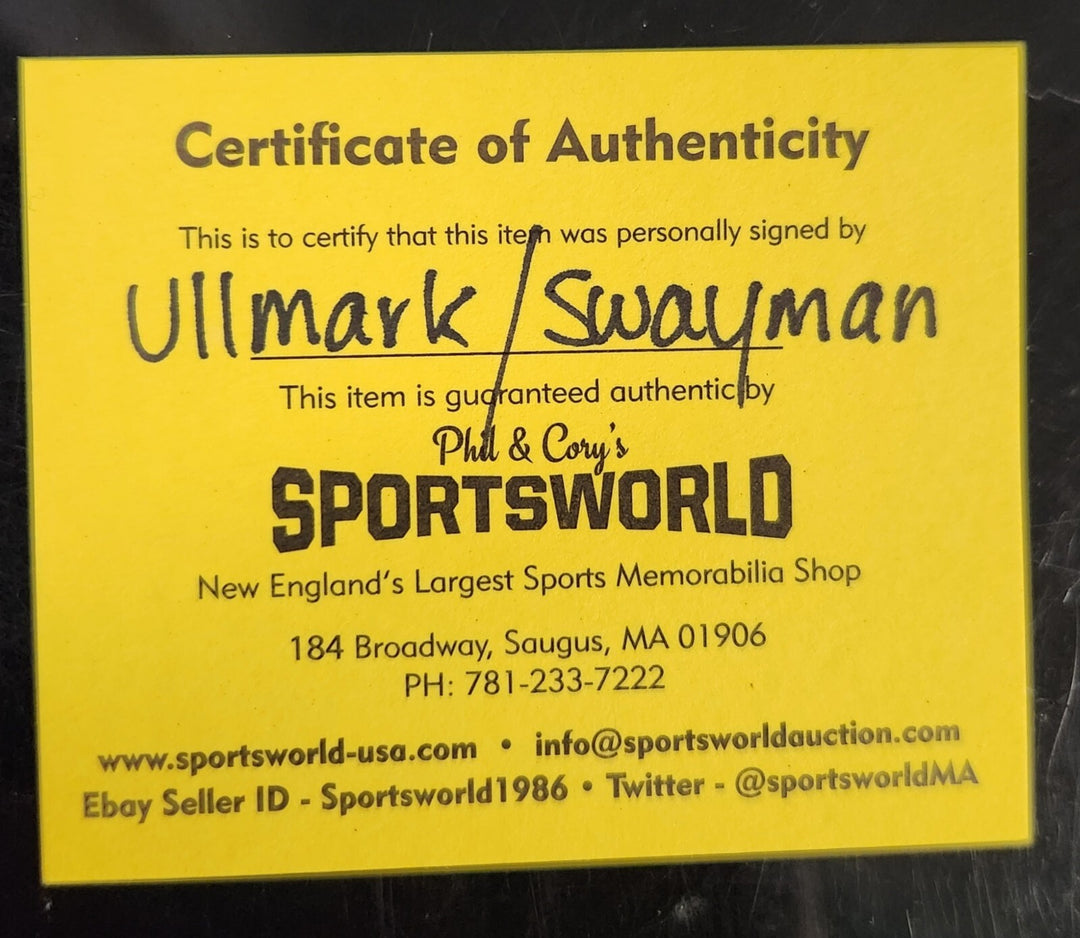 Certificate of Authenticity
This is to certify that this item was personally signed by
Ullmark/Swayman
This item is guaranteed authentic by
Phil & Cory's
SPORTSWORLD
New England's Largest Sports Memorabilia Shop
184 Broadway, Saugus, MA 01906
PH: 781-233-7222
www.sportsworld-usa.com • info@sportsworldauction.com
Ebay Seller ID - Sportsworld1986 • Twitter - @sportsworldMA